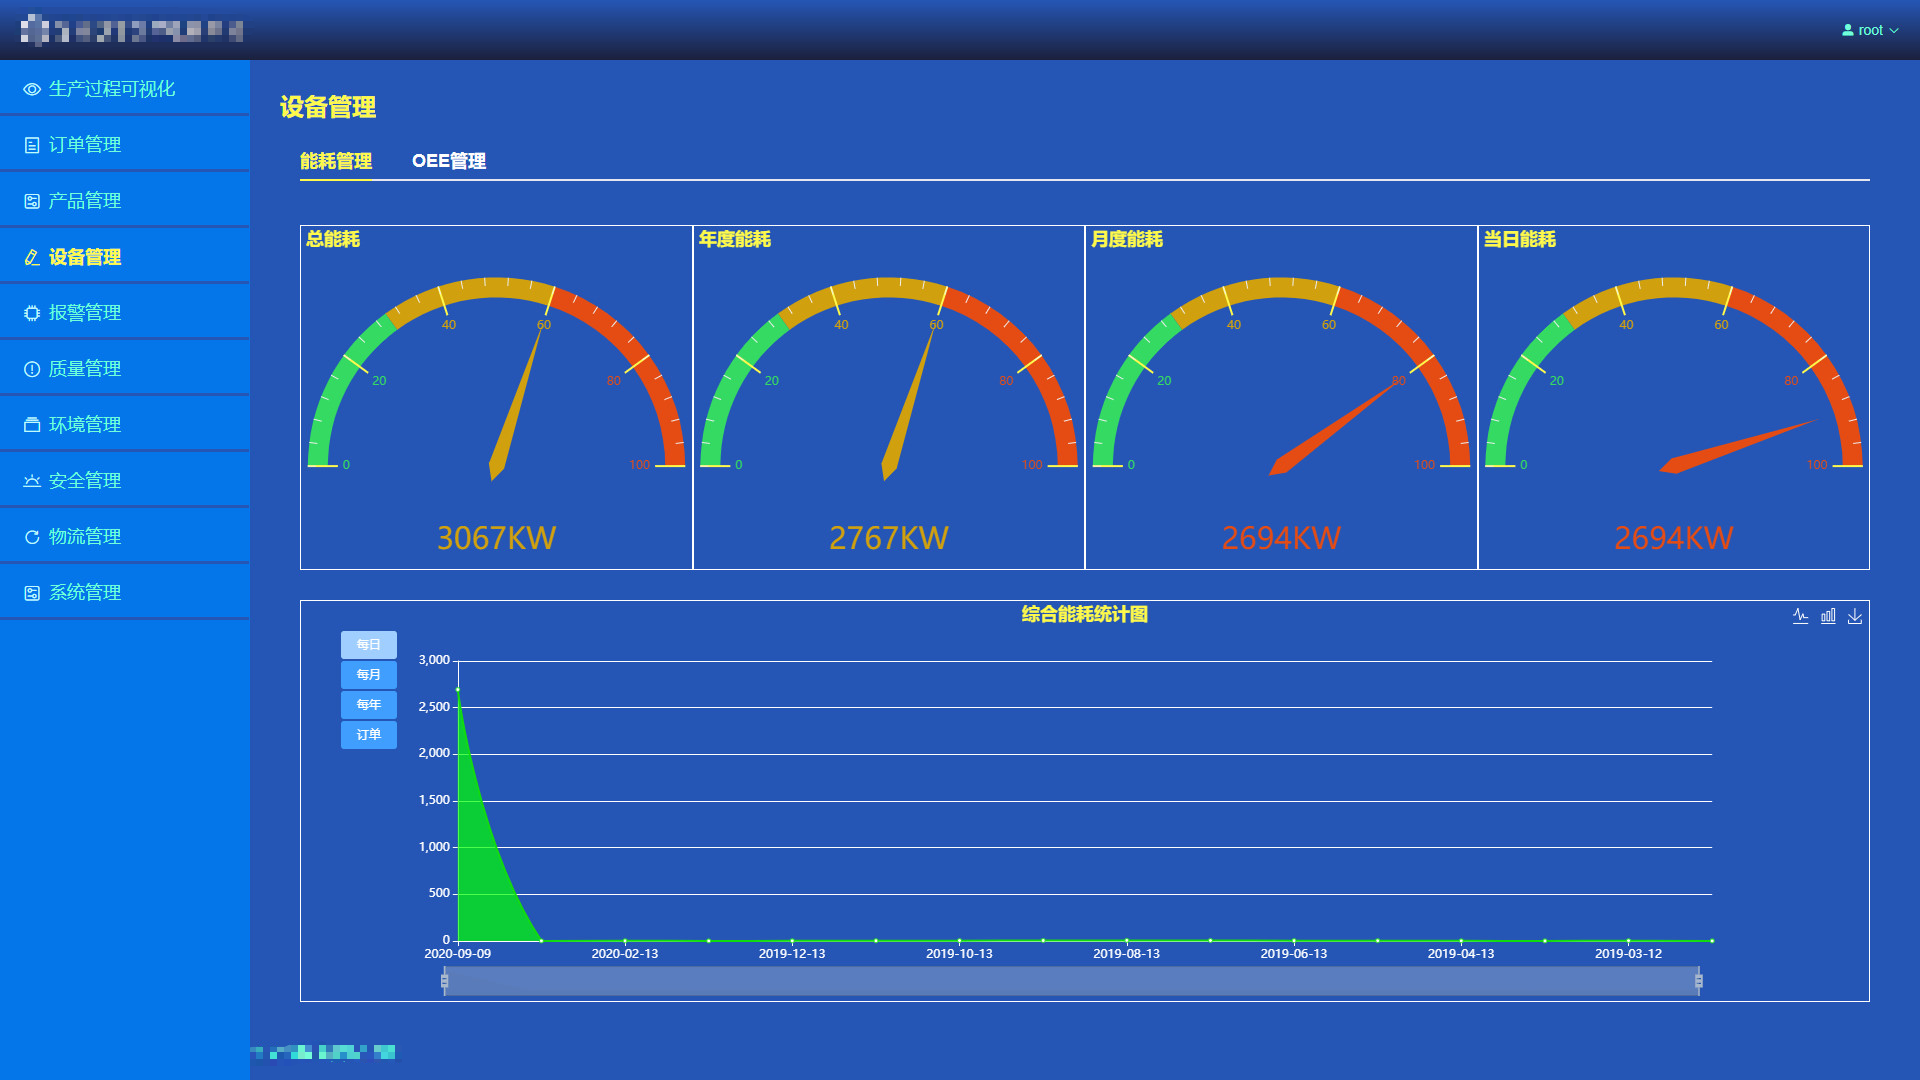 root
生产过程可视化
订单管理
产品管理
设备管理
报警管理
质量管理
环境管理
安全管理
物流管理
系统管理
设备管理
能耗管理 OEE管理
总能耗
0 20 40 60 80 100
3067KW
年度能耗
0 20 40 60 80 100
2767KW
月度能耗
0 20 40 60 80 100
2694KW
当日能耗
0 20 40 60 80 100
2694KW
综合能耗统计图
每日
每月
每年
订单
3,000
2,500
2,000
1,500
1,000
500
0
2020-09-09 2020-02-13 2019-12-13 2019-10-13 2019-08-13 2019-06-13 2019-04-13 2019-03-12